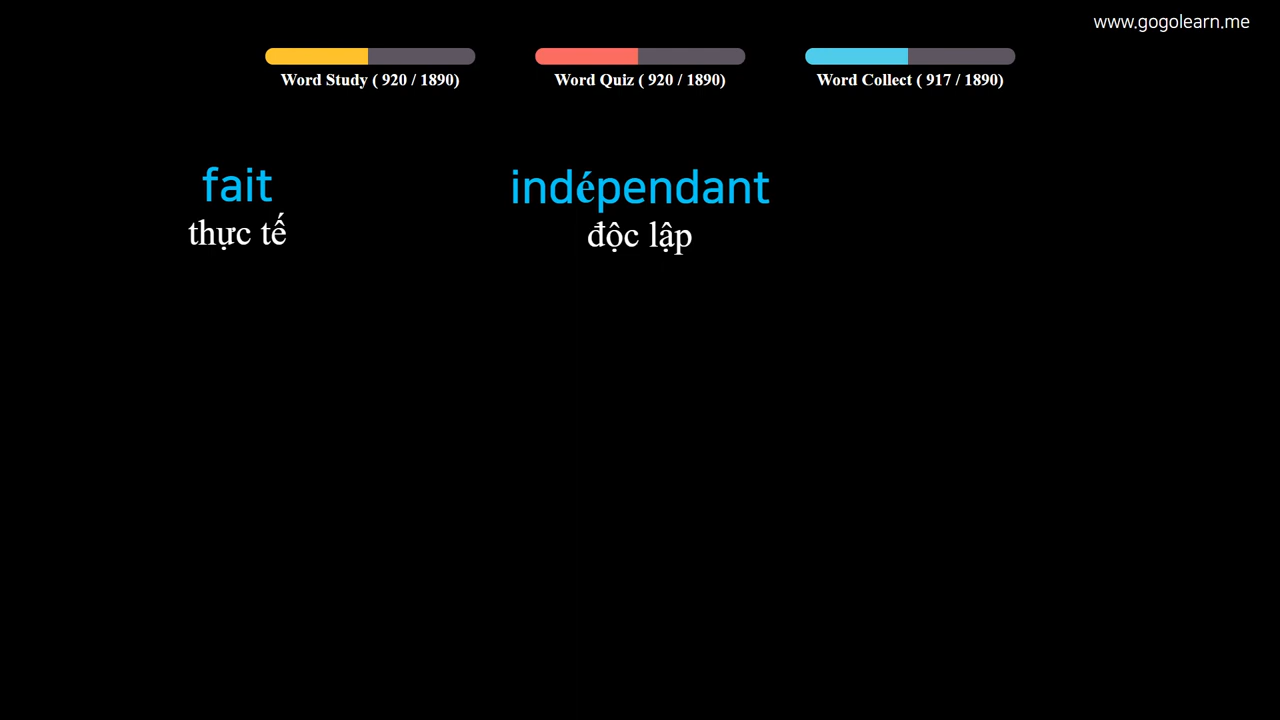 www.gogolearn.me
Word Study ( 920 / 1890)
Word Quiz ( 920 / 1890)
Word Collect ( 917 / 1890)
fait
thực tế
indépendant
độc lập